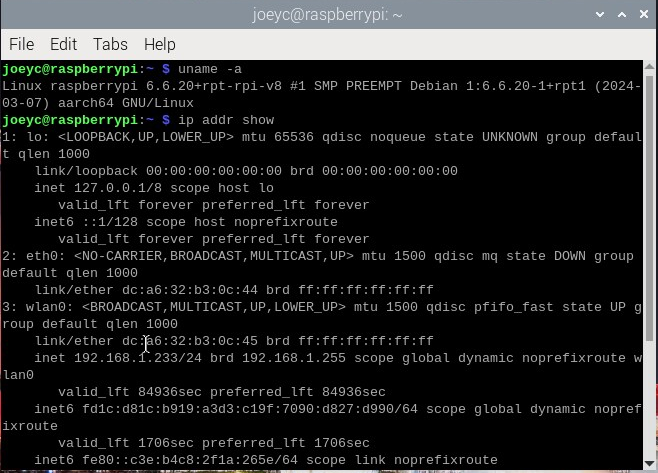 joeyc@raspberrypi: ~
File Edit Tabs Help
joeyc@raspberrypi:~ $ uname -a
Linux raspberrypi 6.6.20+rpt-rpi-v8 #1 SMP PREEMPT Debian 1:6.6.20-1+rpt1 (2024-
03-07) aarch64 GNU/Linux
joeyc@raspberrypi:~ $ ip addr show
1: lo: <LOOPBACK,UP,LOWER_UP> mtu 65536 qdisc noqueue state UNKNOWN group defaul
t qlen 1000
    link/loopback 00:00:00:00:00:00 brd 00:00:00:00:00:00
    inet 127.0.0.1/8 scope host lo
       valid_lft forever preferred_lft forever
    inet6 ::1/128 scope host noprefixroute
       valid_lft forever preferred_lft forever
2: eth0: <NO-CARRIER,BROADCAST,MULTICAST,UP> mtu 1500 qdisc mq state DOWN group
default qlen 1000
    link/ether dc:a6:32:b3:0c:44 brd ff:ff:ff:ff:ff:ff
3: wlan0: <BROADCAST,MULTICAST,UP,LOWER_UP> mtu 1500 qdisc pfifo_fast state UP g
roup default qlen 1000
    link/ether dc:a6:32:b3:0c:45 brd ff:ff:ff:ff:ff:ff
    inet 192.168.1.233/24 brd 192.168.1.255 scope global dynamic noprefixroute w
lan0
       valid_lft 84936sec preferred_lft 84936sec
    inet6 fd1c:d81c:b919:a3d3:c19f:7090:d827:d990/64 scope global dynamic nopref
ixroute
       valid_lft 1706sec preferred_lft 1706sec
    inet6 fe80::c3e:b4c8:2f1a:265e/64 scope link noprefixroute